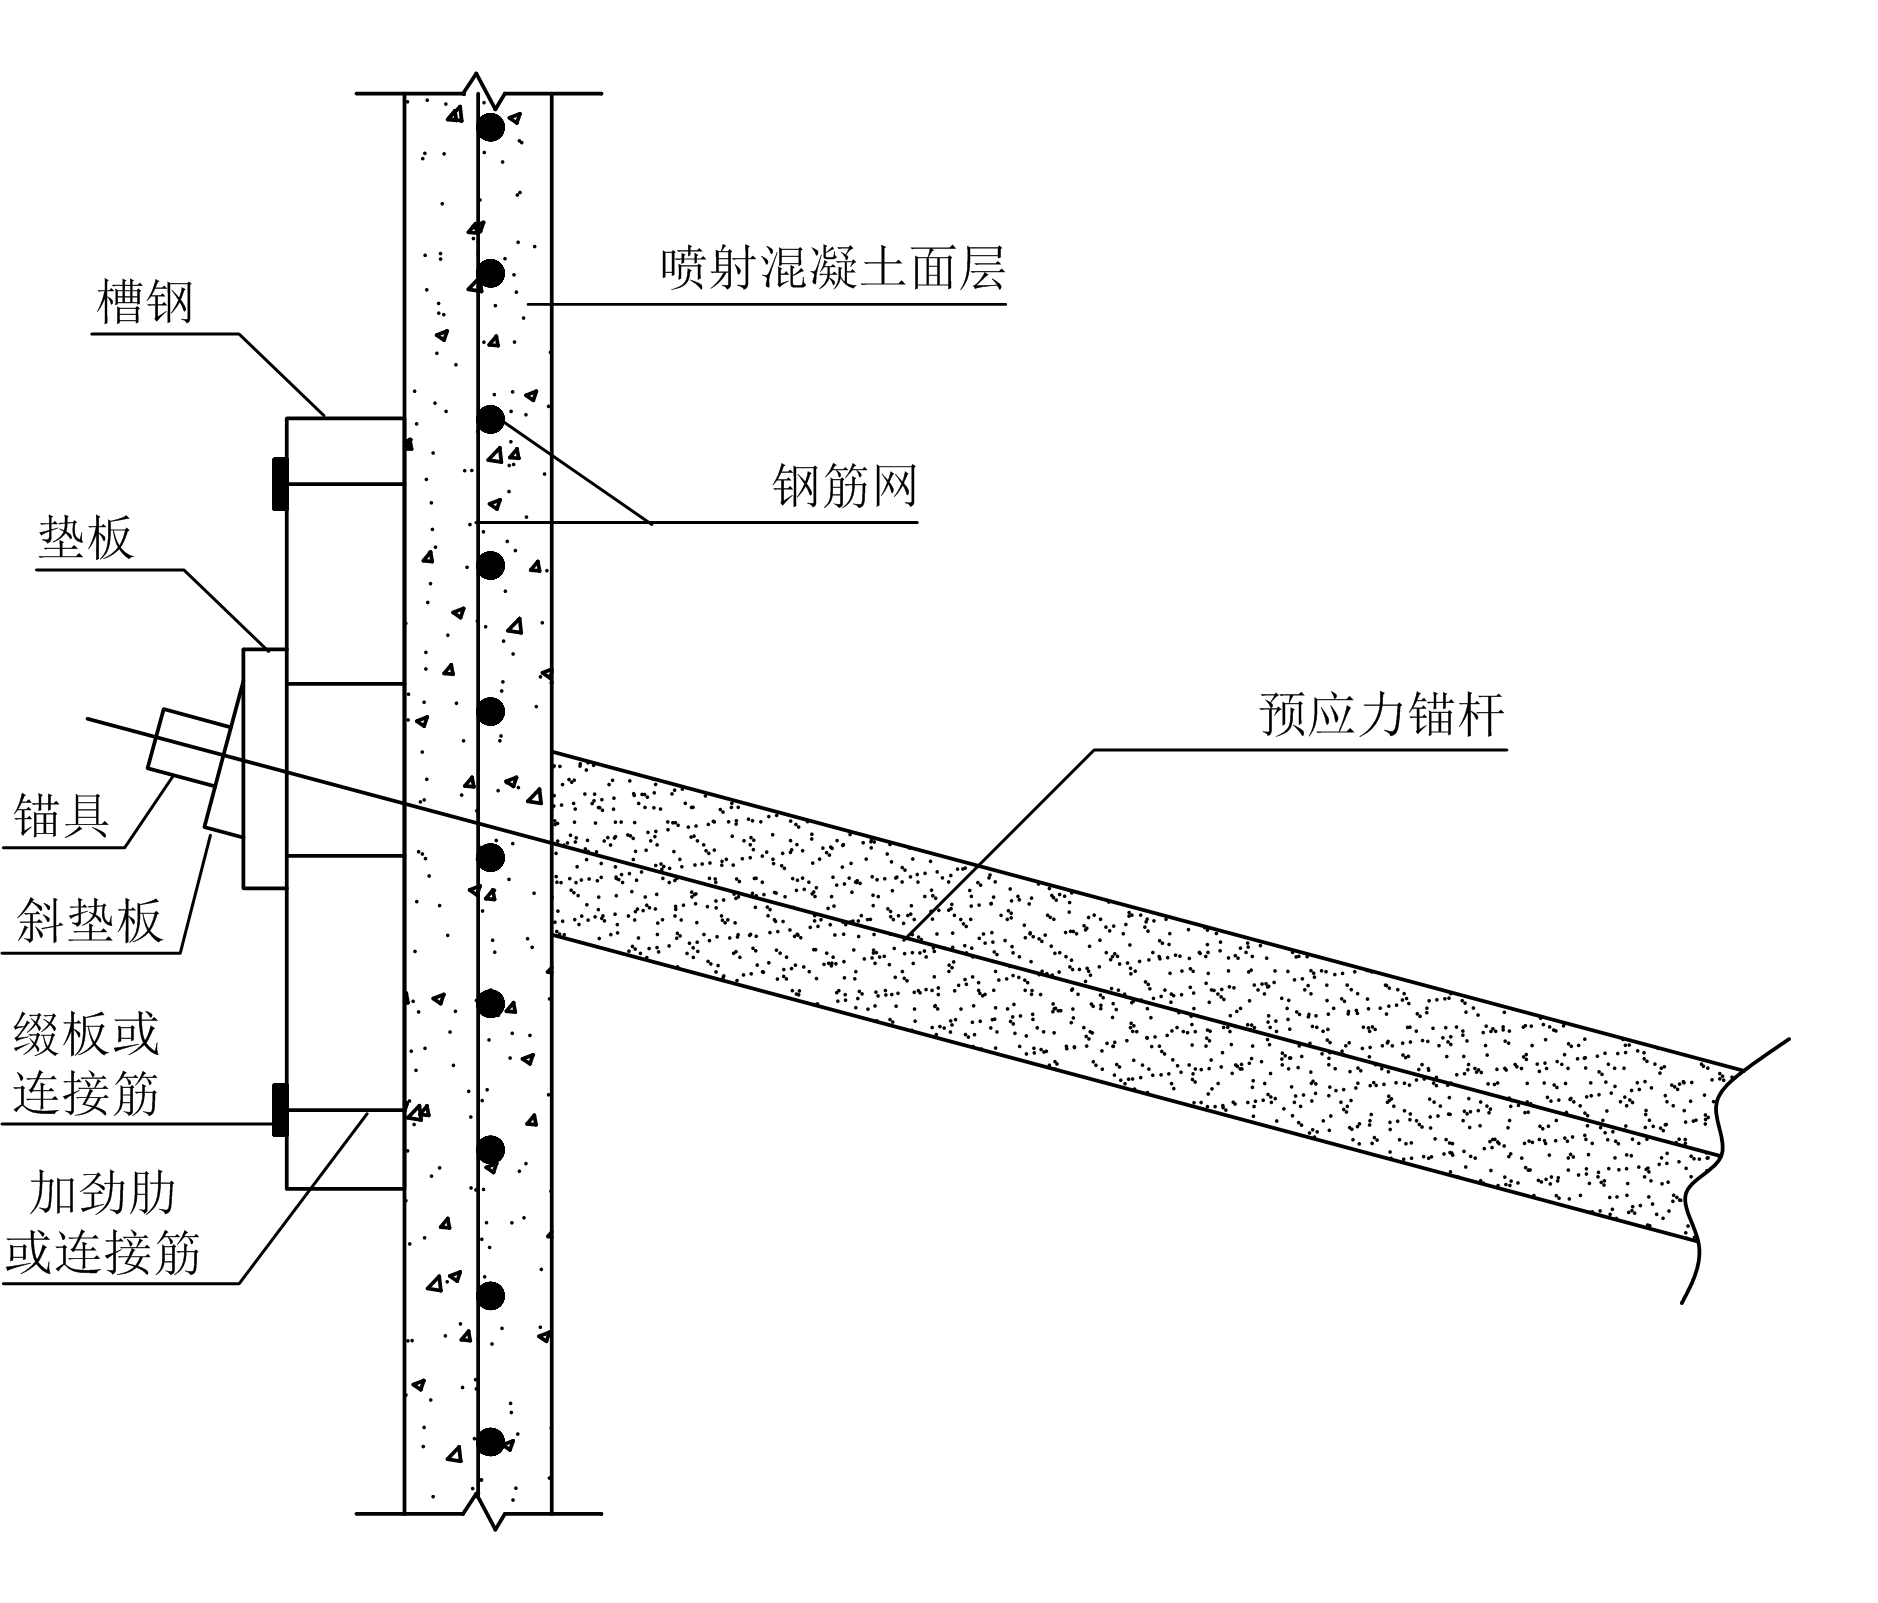 喷射混凝土面层
槽钢
钢筋网
垫板
预应力锚杆
锚具
斜垫板
缀板或
连接筋
加劲肋
或连接筋